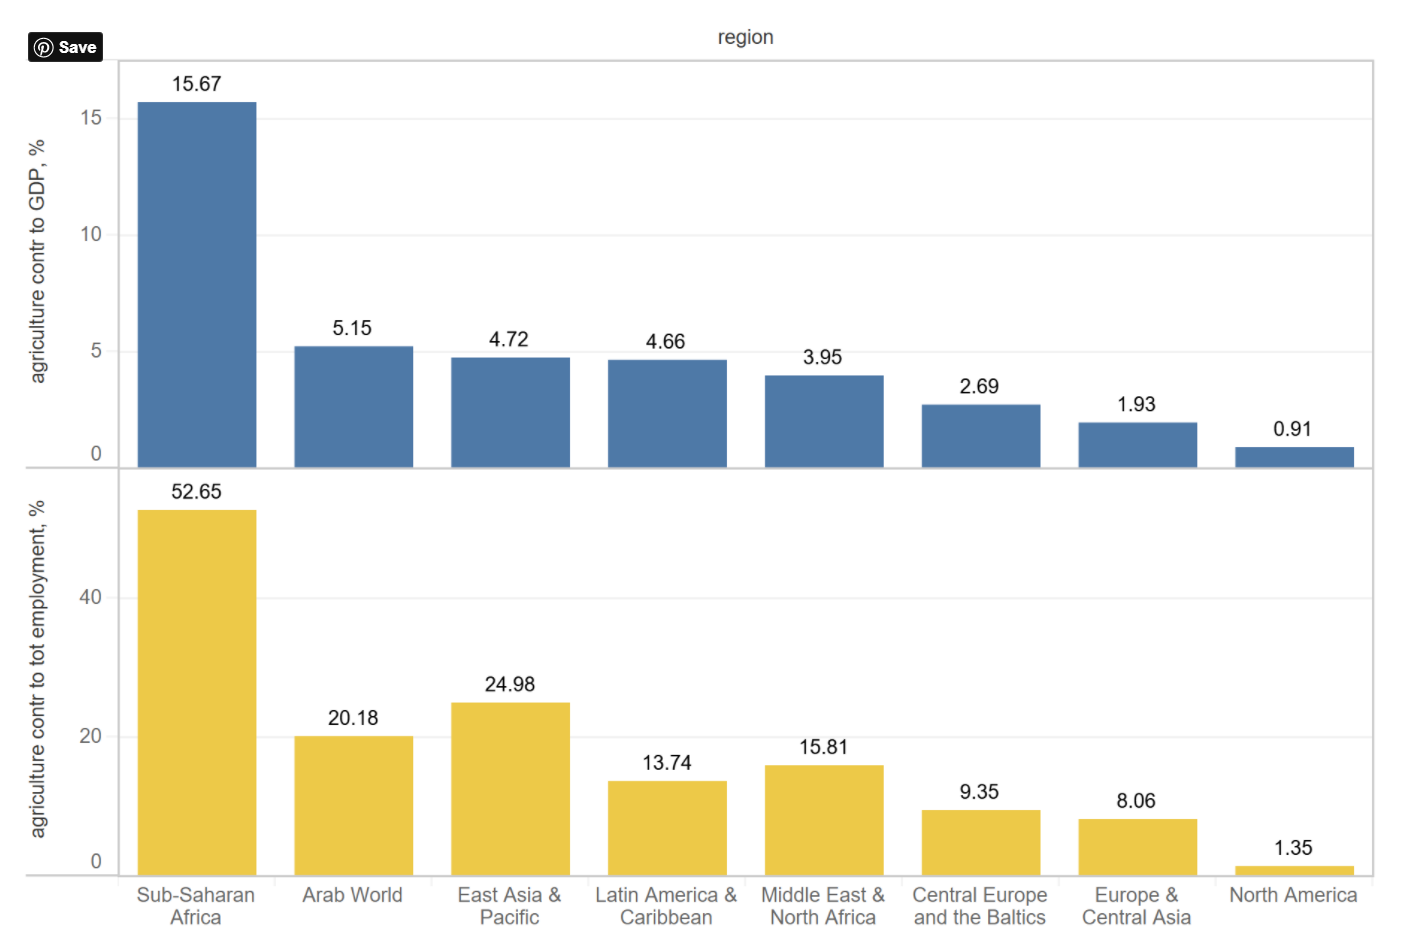 Save
region
agriculture contr to GDP, %
15
10
5
0
15.67
5.15
4.72
4.66
3.95
2.69
1.93
0.91
agriculture contr to tot employment, %
40
20
0
52.65
20.18
24.98
13.74
15.81
9.35
8.06
1.35
Sub-Saharan
Africa
Arab World
East Asia &
Pacific
Latin America &
Caribbean
Middle East &
North Africa
Central Europe
and the Baltics
Europe &
Central Asia
North America